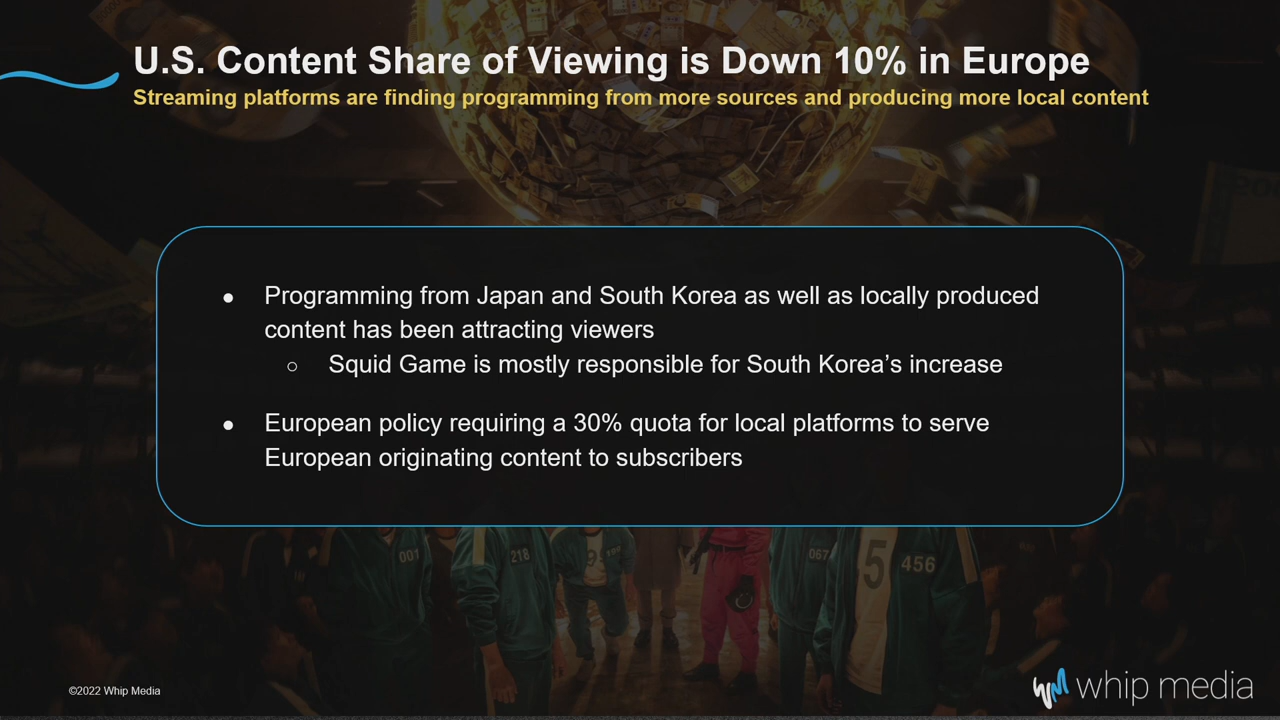 U.S. Content Share of Viewing is Down 10% in Europe
Streaming platforms are finding programming from more sources and producing more local content
● Programming from Japan and South Korea as well as locally produced
content has been attracting viewers
○ Squid Game is mostly responsible for South Korea’s increase
● European policy requiring a 30% quota for local platforms to serve
European originating content to subscribers
001
218
199
067
5
456
©2022 Whip Media
whip media